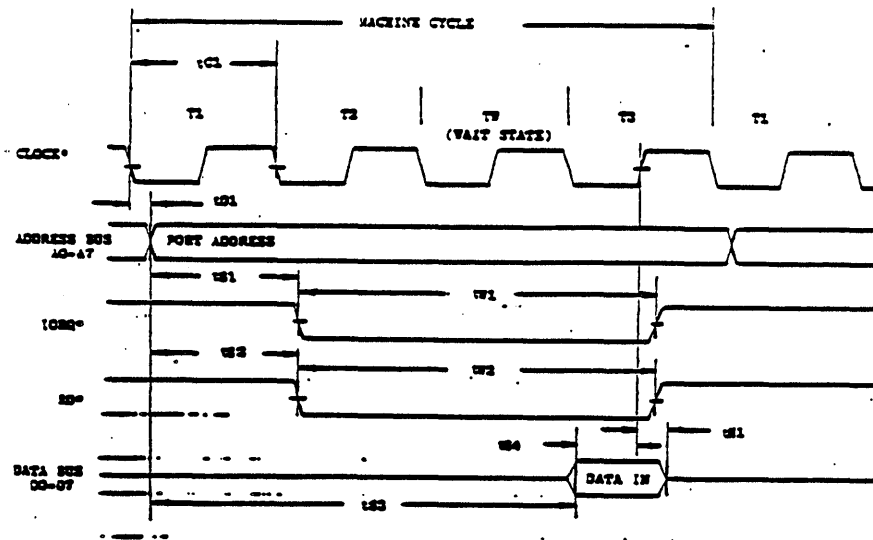 MACHINE CYCLE
tC1
T1 T2 TW T3 T1
(WAIT STATE)
CLOCK*
tD1
ADDRESS BUS
A0-A7
PORT ADDRESS
tS1 tW1
IORQ*
tS2 tW2
RD*
tS4 tH1
DATA BUS
D0-D7
DATA IN
tS3